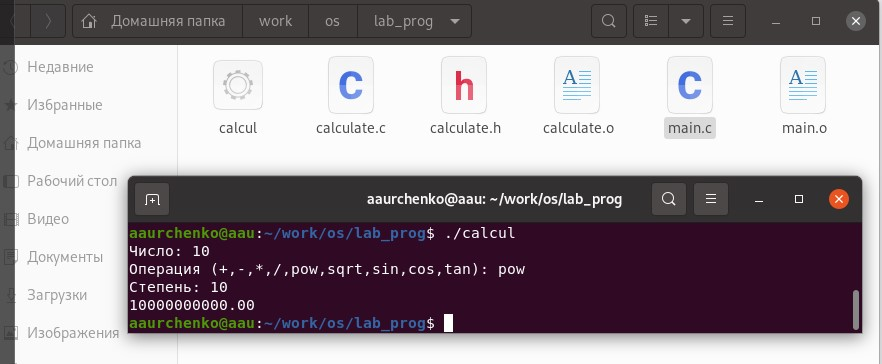 Домашняя папка work os lab_prog
Недавние
Избранные
Домашняя папка
Рабочий стол
Видео
Документы
Загрузки
Изображения
calcul
C
calculate.c
h
calculate.h
A
calculate.o
C
main.c
A
main.o
aaurchenko@aau: ~/work/os/lab_prog
aaurchenko@aau:~/work/os/lab_prog$ ./calcul
Число: 10
Операция (+,-,*,/,pow,sqrt,sin,cos,tan): pow
Степень: 10
10000000000.00
aaurchenko@aau:~/work/os/lab_prog$